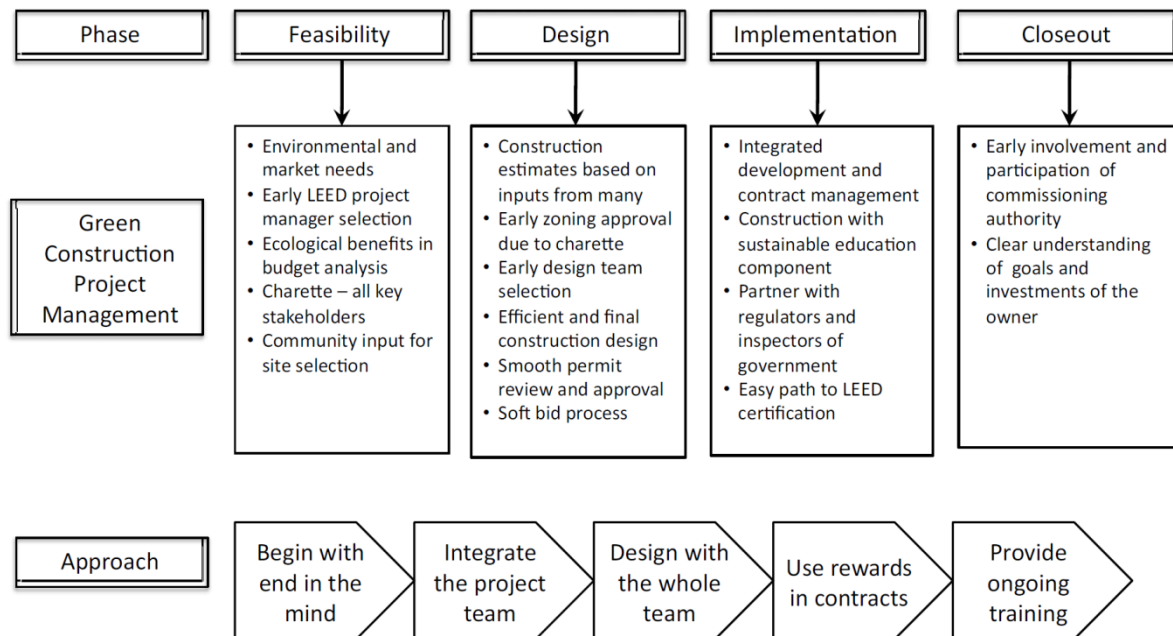 Phase
Feasibility
Design
Implementation
Closeout
Green
Construction
Project
Management
• Environmental and
market needs
• Early LEED project
manager selection
• Ecological benefits in
budget analysis
• Charette – all key
stakeholders
• Community input for
site selection
• Construction
estimates based on
inputs from many
• Early zoning approval
due to charette
• Early design team
selection
• Efficient and final
construction design
• Smooth permit
review and approval
• Soft bid process
• Integrated
development and
contract management
• Construction with
sustainable education
component
• Partner with
regulators and
inspectors of
government
• Easy path to LEED
certification
• Early involvement and
participation of
commissioning
authority
• Clear understanding
of goals and
investments of the
owner
Approach
Begin with
end in the
mind
Integrate
the project
team
Design with
the whole
team
Use rewards
in contracts
Provide
ongoing
training